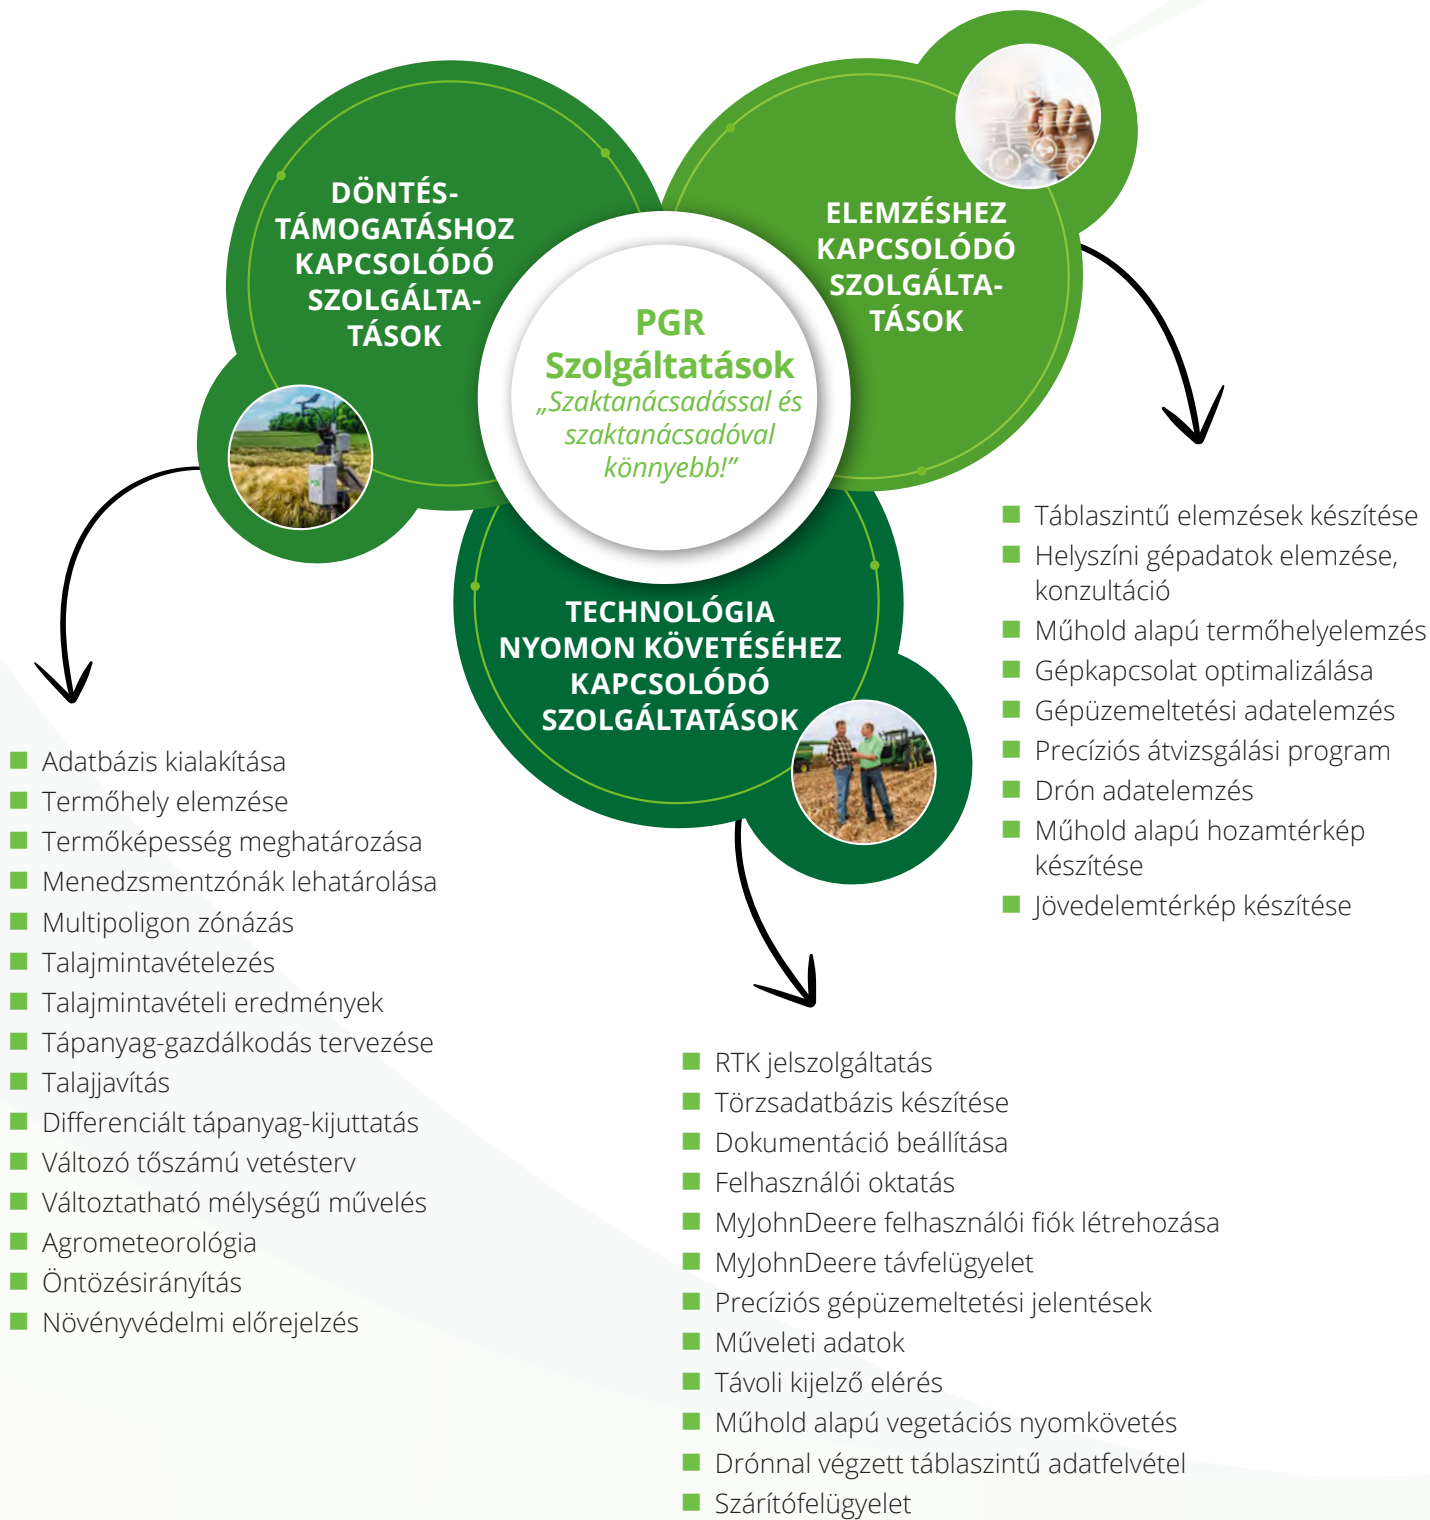 DÖNTÉS-
TÁMOGATÁSHOZ
KAPCSOLÓDÓ
SZOLGÁLTA-
TÁSOK
ELEMZÉSHEZ
KAPCSOLÓDÓ
SZOLGÁLTA-
TÁSOK
PGR
Szolgáltatások
„Szaktanácsadással és
szaktanácsadóval
könnyebb!”
TECHNOLÓGIA
NYOMON KÖVETÉSÉHEZ
KAPCSOLÓDÓ
SZOLGÁLTATÁSOK
Adatbázis kialakítása
Termőhely elemzése
Termőképesség meghatározása
Menedzsmentzónák lehatárolása
Multipoligon zónázás
Talajmintavételezés
Talajmintavételi eredmények
Tápanyag-gazdálkodás tervezése
Talajjavítás
Differenciált tápanyag-kijuttatás
Változó tőszámú vetésterv
Változtatható mélységű művelés
Agrometeorológia
Öntözésirányítás
Növényvédelmi előrejelzés
Táblaszintű elemzések készítése
Helyszíni gépadatok elemzése,
konzultáció
Műhold alapú termőhelyelemzés
Gépkapcsolat optimalizálása
Gépüzemeltetési adatelemzés
Precíziós átvizsgálási program
Drón adatelemzés
Műhold alapú hozamtérkép
készítése
Jövedelemtérkép készítése
RTK jelszolgáltatás
Törzsadatbázis készítése
Dokumentáció beállítása
Felhasználói oktatás
MyJohnDeere felhasználói fiók létrehozása
MyJohnDeere távfelügyelet
Precíziós gépüzemeltetési jelentések
Műveleti adatok
Távoli kijelző elérés
Műhold alapú vegetációs nyomkövetés
Drónnal végzett táblaszintű adatfelvétel
Szárítófelügyelet